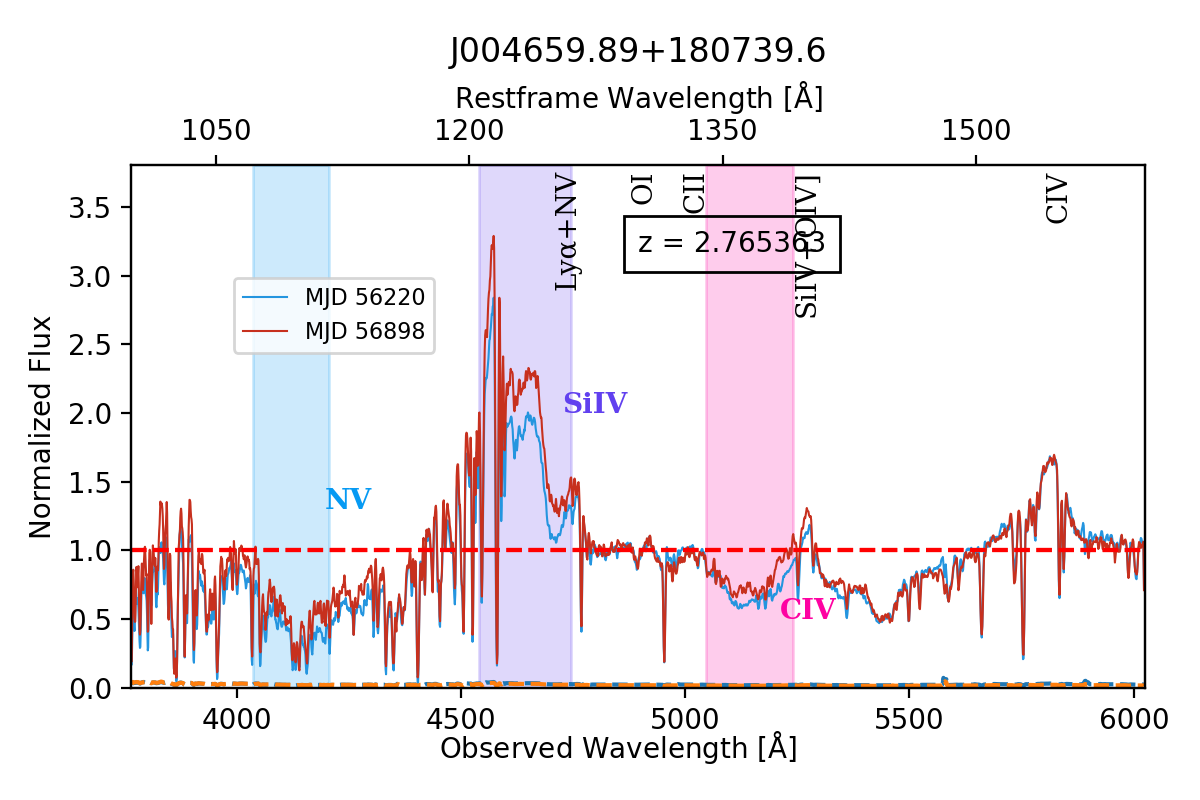 J004659.89+180739.6
Restframe Wavelength [Å]
1050 1200 1350 1500
Lyα+NV
OI
CII
SiIV+[OIV]
CIV
z = 2.765363
MJD 56220
MJD 56898
SiIV
NV
CIV
Normalized Flux
3.5
3.0
2.5
2.0
1.5
1.0
0.5
0.0
4000 4500 5000 5500 6000
Observed Wavelength [Å]